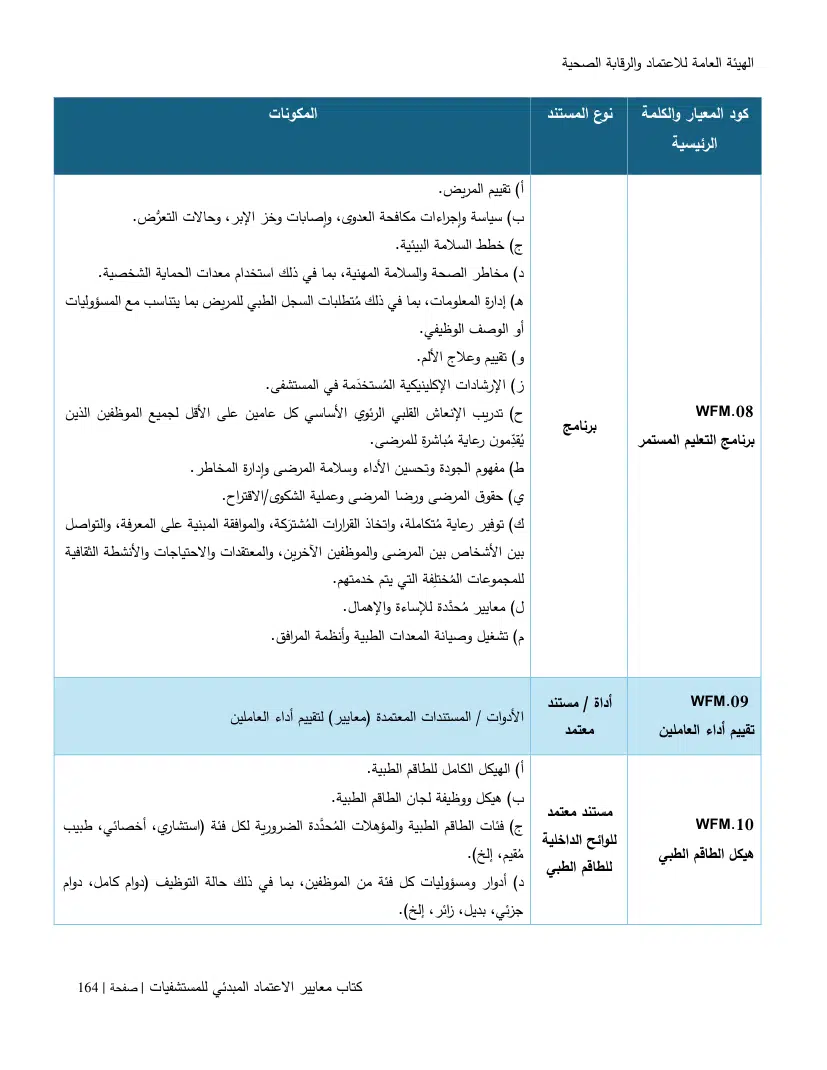 الهيئة العامة للاعتماد والرقابة الصحية
كود المعيار والكلمة
الرئيسية
نوع المستند
المكونات
WFM.08
برنامج التعليم المستمر
برنامج
أ) تقييم المريض.
ب) سياسة وإجراءات مكافحة العدوى، وإصابات وخز الإبر، وحالات التعرُّض.
ج) خطط السلامة البيئية.
د) مخاطر الصحة والسلامة المهنية، بما في ذلك استخدام معدات الحماية الشخصية.
ه) إدارة المعلومات، بما في ذلك مُتطلبات السجل الطبي للمريض بما يتناسب مع المسؤوليات
أو الوصف الوظيفي.
و) تقييم وعلاج الألم.
ز) الإرشادات الإكلينيكية المُستخدَمة في المستشفى.
ح) تدريب الإنعاش القلبي الرئوي الأساسي كل عامين على الأقل لجميع الموظفين الذين
يُقدِّمون رعاية مُباشرة للمرضى.
ط) مفهوم الجودة وتحسين الأداء وسلامة المرضى وإدارة المخاطر.
ي) حقوق المرضى ورضا المرضى وعملية الشكوى/الاقتراح.
ك) توفير رعاية مُتكاملة، واتخاذ القرارات المُشترَكة، والموافقة المبنية على المعرفة، والتواصل
بين الأشخاص بين المرضى والموظفين الآخرين، والمعتقدات والاحتياجات والأنشطة الثقافية
للمجموعات المُختلِفة التي يتم خدمتهم.
ل) معايير مُحدَّدة للإساءة والإهمال.
م) تشغيل وصيانة المعدات الطبية وأنظمة المرافق.
WFM.09
تقييم أداء العاملين
أداة / مستند
معتمد
الأدوات / المستندات المعتمدة (معايير) لتقييم أداء العاملين
WFM.10
هيكل الطاقم الطبي
مستند معتمد
للوائح الداخلية
للطاقم الطبي
أ) الهيكل الكامل للطاقم الطبية.
ب) هيكل ووظيفة لجان الطاقم الطبية.
ج) فئات الطاقم الطبية والمؤهلات المُحدَّدة الضرورية لكل فئة (استشاري، أخصائي، طبيب
مُقيم، إلخ).
د) أدوار ومسؤوليات كل فئة من الموظفين، بما في ذلك حالة التوظيف (دوام كامل، دوام
جزئي، بديل، زائر، إلخ).
كتاب معايير الاعتماد المبدئي للمستشفيات | صفحة | 164